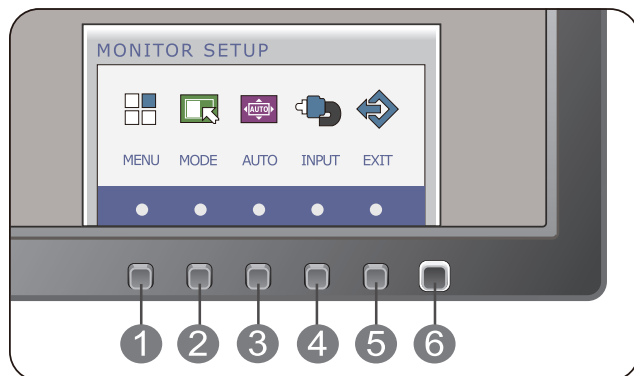 MONITOR SETUP
AUTO
MENU MODE AUTO INPUT EXIT
1 2 3 4 5 6